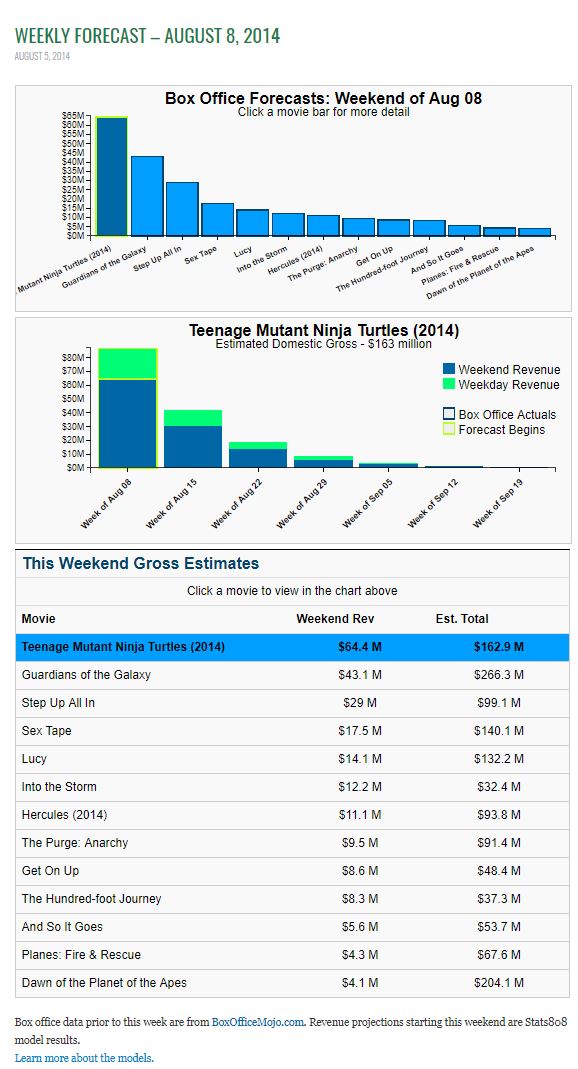 WEEKLY FORECAST – AUGUST 8, 2014
AUGUST 5, 2014
Box Office Forecasts: Weekend of Aug 08
Click a movie bar for more detail
$65M
$60M
$55M
$50M
$45M
$40M
$35M
$30M
$25M
$20M
$15M
$10M
$5M
$0M
Mutant Ninja Turtles (2014)
Guardians of the Galaxy
Step Up All In
Sex Tape
Lucy
Into the Storm
Hercules (2014)
The Purge: Anarchy
Get On Up
The Hundred-foot Journey
And So It Goes
Planes: Fire & Rescue
Dawn of the Planet of the Apes
Teenage Mutant Ninja Turtles (2014)
Estimated Domestic Gross - $163 million
$80M
$70M
$60M
$50M
$40M
$30M
$20M
$10M
$0M
Weekend Revenue
Weekday Revenue
Box Office Actuals
Forecast Begins
Week of Aug 08
Week of Aug 15
Week of Aug 22
Week of Aug 29
Week of Sep 05
Week of Sep 12
Week of Sep 19
This Weekend Gross Estimates
Click a movie to view in the chart above
Movie Weekend Rev Est. Total
Teenage Mutant Ninja Turtles (2014) $64.4 M $162.9 M
Guardians of the Galaxy $43.1 M $266.3 M
Step Up All In $29 M $99.1 M
Sex Tape $17.5 M $140.1 M
Lucy $14.1 M $132.2 M
Into the Storm $12.2 M $32.4 M
Hercules (2014) $11.1 M $93.8 M
The Purge: Anarchy $9.5 M $91.4 M
Get On Up $8.6 M $48.4 M
The Hundred-foot Journey $8.3 M $37.3 M
And So It Goes $5.6 M $53.7 M
Planes: Fire & Rescue $4.3 M $67.6 M
Dawn of the Planet of the Apes $4.1 M $204.1 M
Box office data prior to this week are from BoxOfficeMojo.com. Revenue projections starting this weekend are Stats808
model results.
Learn more about the models.